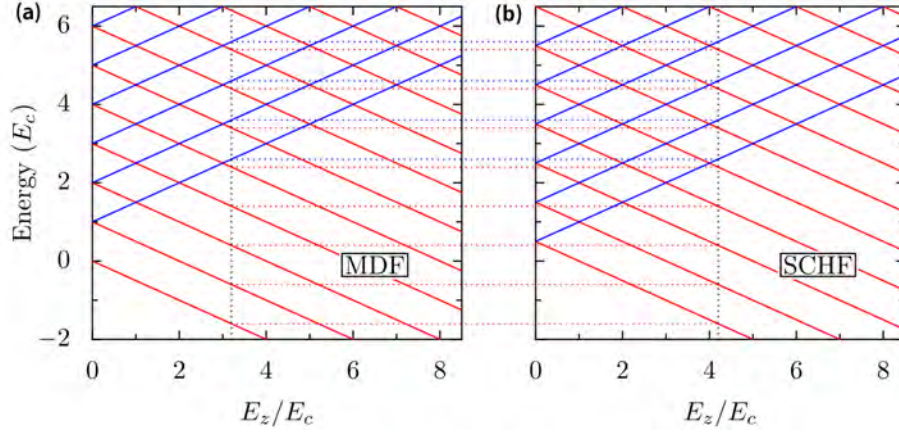 (a)
(b)
Energy (E_c)
6
4
2
0
−2
MDF
SCHF
0 2 4 6 8
0 2 4 6 8
E_z/E_c
E_z/E_c